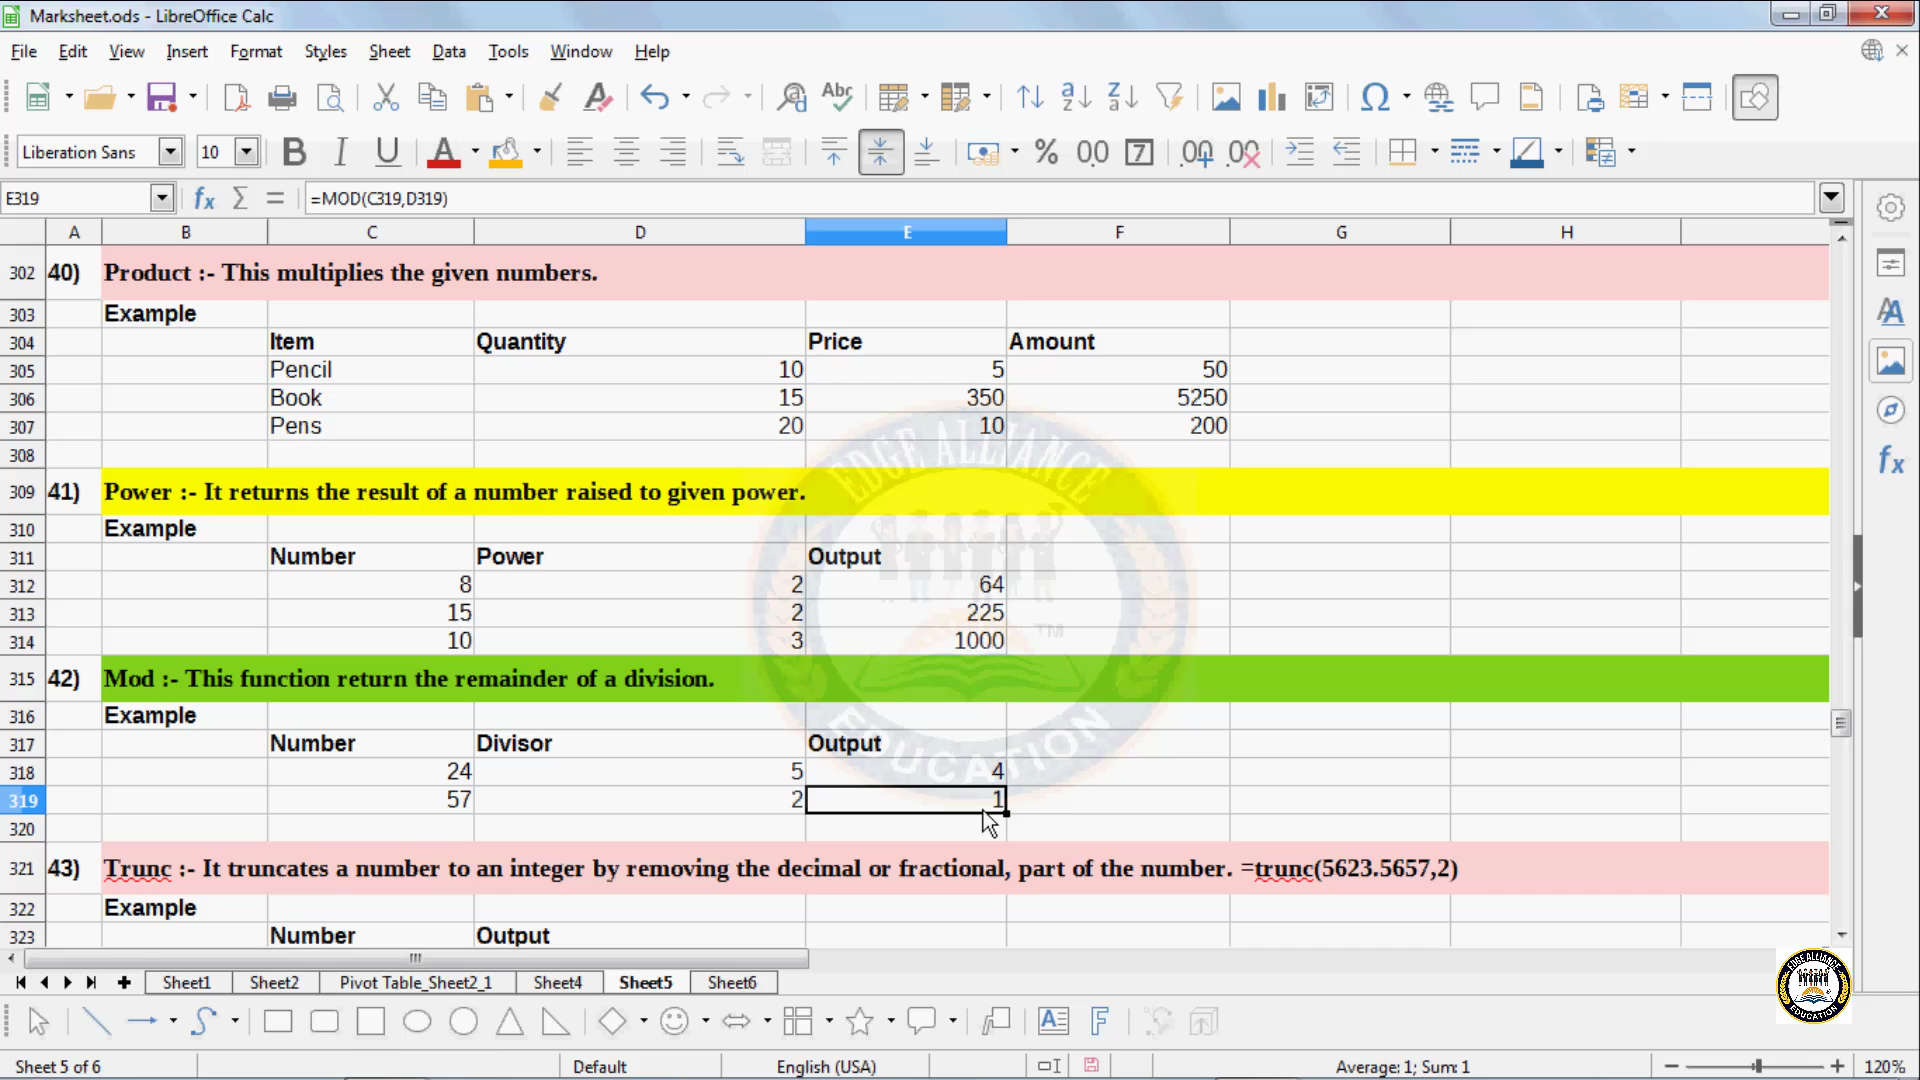 Marksheet.ods - LibreOffice Calc
File Edit View Insert Format Styles Sheet Data Tools Window Help
Liberation Sans 10
E319 =MOD(C319,D319)
A B C D E F G H
302 40) Product :- This multiplies the given numbers.
303 Example
304 Item Quantity Price Amount
305 Pencil 10 5 50
306 Book 15 350 5250
307 Pens 20 10 200
308
309 41) Power :- It returns the result of a number raised to given power.
310 Example
311 Number Power Output
312 8 2 64
313 15 2 225
314 10 3 1000
315 42) Mod :- This function return the remainder of a division.
316 Example
317 Number Divisor Output
318 24 5 4
319 57 2 1
320
321 43) Trunc :- It truncates a number to an integer by removing the decimal or fractional, part of the number. =trunc(5623.5657,2)
322 Example
323 Number Output
EDGE ALLIANCE
EDUCATION
TM
Sheet1 Sheet2 Pivot Table_Sheet2_1 Sheet4 Sheet5 Sheet6
EDGE ALLIANCE
EDUCATION
Sheet 5 of 6 Default English (USA) Average: 1; Sum: 1 120%